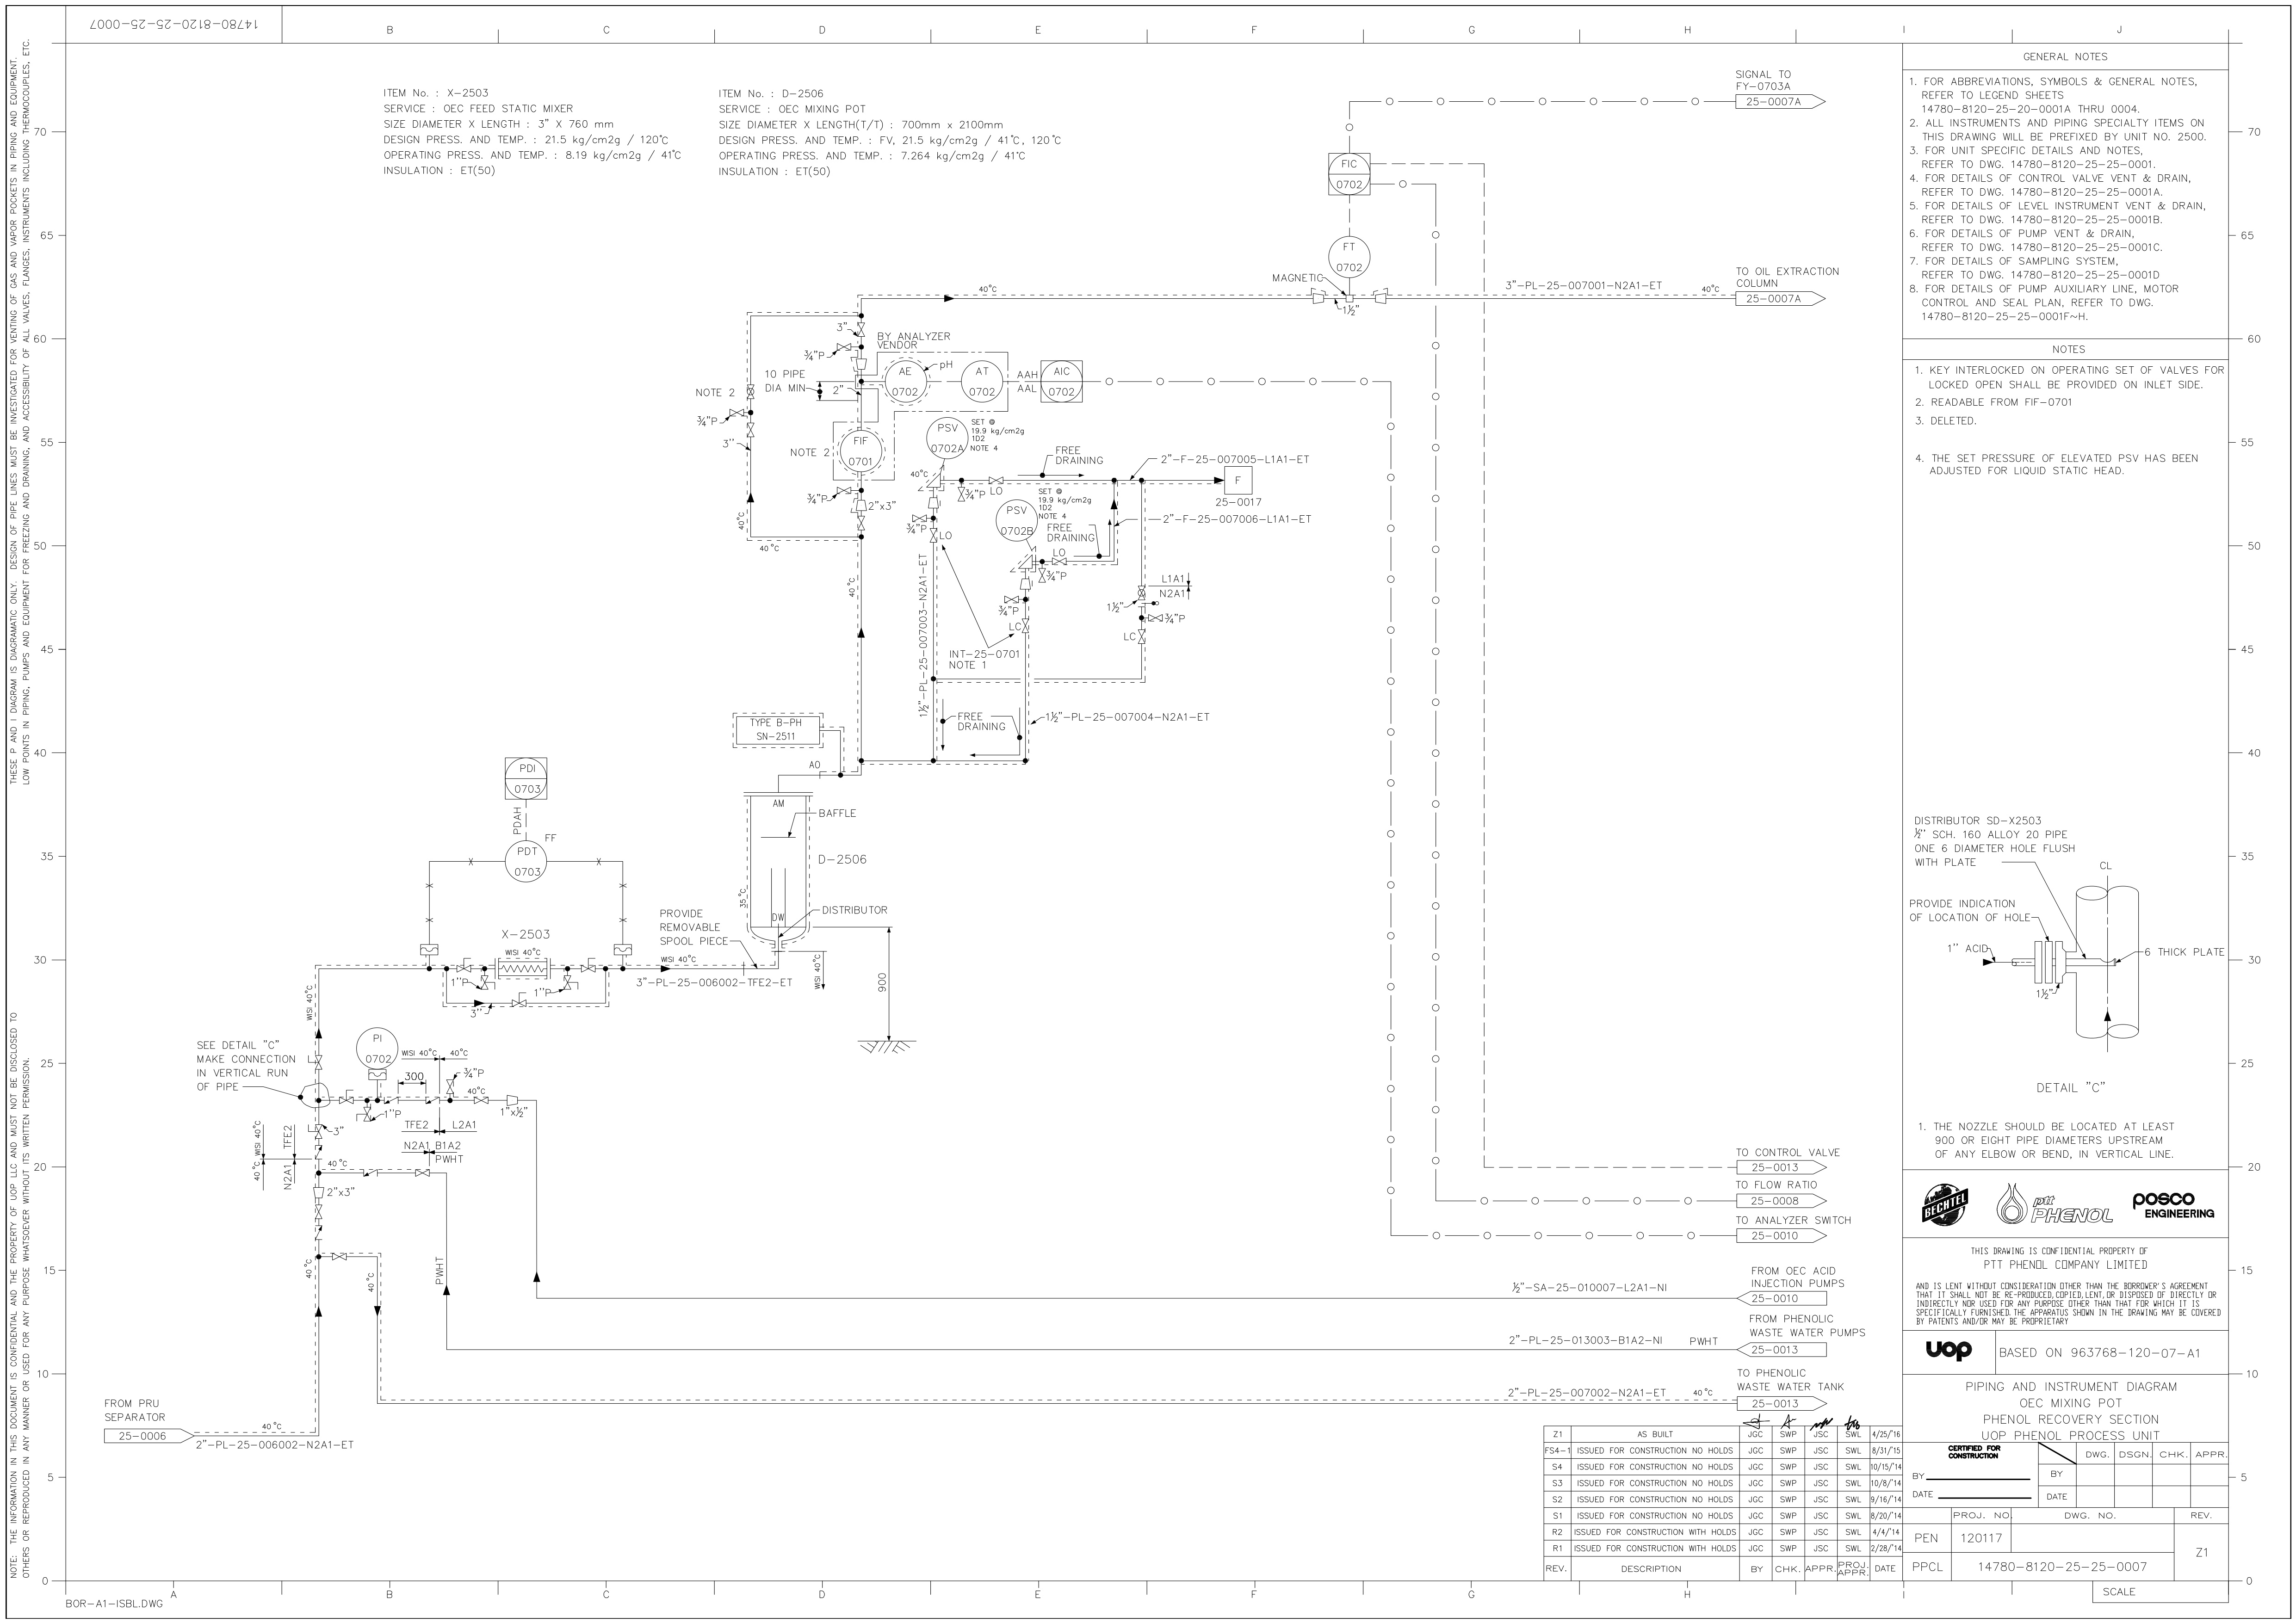 14780-8120-25-25-0007
B C D E F G H I J
THESE P AND I DIAGRAM IS DIAGRAMATIC ONLY. DESIGN OF PIPE LINES MUST BE INVESTIGATED FOR VENTING OF GAS AND VAPOR POCKETS IN PIPING AND EQUIPMENT.
LOW POINTS IN PIPING, PUMPS AND EQUIPMENT FOR FREEZING AND DRAINING, AND ACCESSIBILITY OF ALL VALVES, FLANGES, INSTRUMENTS INCLUDING THERMOCOUPLES, ETC.
NOTE: THE INFORMATION IN THIS DOCUMENT IS CONFIDENTIAL AND THE PROPERTY OF UOP LLC AND MUST NOT BE DISCLOSED TO
OTHERS OR REPRODUCED IN ANY MANNER OR USED FOR ANY PURPOSE WHATSOEVER WITHOUT ITS WRITTEN PERMISSION.
70
65
60
55
50
45
40
35
30
25
20
15
10
5
0
ITEM No. : X-2503
SERVICE : OEC FEED STATIC MIXER
SIZE DIAMETER X LENGTH : 3" X 760 mm
DESIGN PRESS. AND TEMP. : 21.5 kg/cm2g / 120°C
OPERATING PRESS. AND TEMP. : 8.19 kg/cm2g / 41°C
INSULATION : ET(50)
ITEM No. : D-2506
SERVICE : OEC MIXING POT
SIZE DIAMETER X LENGTH(T/T) : 700mm x 2100mm
DESIGN PRESS. AND TEMP. : FV, 21.5 kg/cm2g / 41°C, 120°C
OPERATING PRESS. AND TEMP. : 7.264 kg/cm2g / 41°C
INSULATION : ET(50)
SIGNAL TO
FY-0703A
25-0007A
FIC
0702
FT
0702
MAGNETIC
1½"
3"-PL-25-007001-N2A1-ET
40°C
TO OIL EXTRACTION
COLUMN
25-0007A
40°C
3"
¾"P
BY ANALYZER
VENDOR
10 PIPE
DIA MIN
2"
AE
0702
pH
AT
0702
AAH
AAL
AIC
0702
NOTE 2
¾"P
3"
NOTE 2
FIF
0701
¾"P
2"x3"
40°C
40°C
40°C
PSV
0702A
SET @
19.9 kg/cm2g
1D2
NOTE 4
FREE
DRAINING
2"-F-25-007005-L1A1-ET
F
25-0017
40°C
¾"P
LO
¾"P
LO
PSV
0702B
SET @
19.9 kg/cm2g
1D2
NOTE 4
FREE
DRAINING
2"-F-25-007006-L1A1-ET
LO
¾"P
¾"P
LC
L1A1
N2A1
1½"
¾"P
LC
INT-25-0701
NOTE 1
1½"-PL-25-007003-N2A1-ET
FREE
DRAINING
1½"-PL-25-007004-N2A1-ET
TYPE B-PH
SN-2511
AO
AM
BAFFLE
D-2506
35°C
DW
DISTRIBUTOR
WISI 40°C
900
PDI
0703
PDAH
FF
PDT
0703
X-2503
WISI 40°C
1"P
1"P
3"
PROVIDE
REMOVABLE
SPOOL PIECE
WISI 40°C
3"-PL-25-006002-TFE2-ET
WISI 40°C
SEE DETAIL "C"
MAKE CONNECTION
IN VERTICAL RUN
OF PIPE
PI
0702
WISI 40°C 40°C
300
¾"P
40°C
L
1"P
1"x½"
TFE2 L2A1
3"
L
40°C WISI 40°C
N2A1 TFE2
N2A1 B1A2
PWHT
40°C
2"x3"
40°C
40°C
PWHT
FROM PRU
SEPARATOR
25-0006
40°C
2"-PL-25-006002-N2A1-ET
TO CONTROL VALVE
25-0013
TO FLOW RATIO
25-0008
TO ANALYZER SWITCH
25-0010
FROM OEC ACID
INJECTION PUMPS
25-0010
½"-SA-25-010007-L2A1-NI
FROM PHENOLIC
WASTE WATER PUMPS
25-0013
2"-PL-25-013003-B1A2-NI PWHT
TO PHENOLIC
WASTE WATER TANK
25-0013
2"-PL-25-007002-N2A1-ET 40°C
GENERAL NOTES
1. FOR ABBREVIATIONS, SYMBOLS & GENERAL NOTES,
REFER TO LEGEND SHEETS
14780-8120-25-20-0001A THRU 0004.
2. ALL INSTRUMENTS AND PIPING SPECIALTY ITEMS ON
THIS DRAWING WILL BE PREFIXED BY UNIT NO. 2500.
3. FOR UNIT SPECIFIC DETAILS AND NOTES,
REFER TO DWG. 14780-8120-25-25-0001.
4. FOR DETAILS OF CONTROL VALVE VENT & DRAIN,
REFER TO DWG. 14780-8120-25-25-0001A.
5. FOR DETAILS OF LEVEL INSTRUMENT VENT & DRAIN,
REFER TO DWG. 14780-8120-25-25-0001B.
6. FOR DETAILS OF PUMP VENT & DRAIN,
REFER TO DWG. 14780-8120-25-25-0001C.
7. FOR DETAILS OF SAMPLING SYSTEM,
REFER TO DWG. 14780-8120-25-25-0001D
8. FOR DETAILS OF PUMP AUXILIARY LINE, MOTOR
CONTROL AND SEAL PLAN, REFER TO DWG.
14780-8120-25-25-0001F~H.
NOTES
1. KEY INTERLOCKED ON OPERATING SET OF VALVES FOR
LOCKED OPEN SHALL BE PROVIDED ON INLET SIDE.
2. READABLE FROM FIF-0701
3. DELETED.
4. THE SET PRESSURE OF ELEVATED PSV HAS BEEN
ADJUSTED FOR LIQUID STATIC HEAD.
DISTRIBUTOR SD-X2503
½" SCH. 160 ALLOY 20 PIPE
ONE 6 DIAMETER HOLE FLUSH
WITH PLATE
CL
PROVIDE INDICATION
OF LOCATION OF HOLE
1" ACID
6 THICK PLATE
1½"
DETAIL "C"
1. THE NOZZLE SHOULD BE LOCATED AT LEAST
900 OR EIGHT PIPE DIAMETERS UPSTREAM
OF ANY ELBOW OR BEND, IN VERTICAL LINE.
BECHTEL
ptt
PHENOL
posco
ENGINEERING
THIS DRAWING IS CONFIDENTIAL PROPERTY OF
PTT PHENOL COMPANY LIMITED
AND IS LENT WITHOUT CONSIDERATION OTHER THAN THE BORROWER'S AGREEMENT
THAT IT SHALL NOT BE RE-PRODUCED, COPIED, LENT, OR DISPOSED OF DIRECTLY OR
INDIRECTLY NOR USED FOR ANY PURPOSE OTHER THAN THAT FOR WHICH IT IS
SPECIFICALLY FURNISHED. THE APPARATUS SHOWN IN THE DRAWING MAY BE COVERED
BY PATENTS AND/OR MAY BE PROPRIETARY
uop
BASED ON 963768-120-07-A1
PIPING AND INSTRUMENT DIAGRAM
OEC MIXING POT
PHENOL RECOVERY SECTION
UOP PHENOL PROCESS UNIT
CERTIFIED FOR
CONSTRUCTION
BY
DATE
DWG. DSGN. CHK. APPR.
BY
DATE
PROJ. NO. DWG. NO. REV.
PEN 120117
PPCL 14780-8120-25-25-0007 Z1
SCALE
Z1 AS BUILT JGC SWP JSC SWL 4/25/'16
FS4-1 ISSUED FOR CONSTRUCTION NO HOLDS JGC SWP JSC SWL 8/31/'15
S4 ISSUED FOR CONSTRUCTION NO HOLDS JGC SWP JSC SWL 10/15/'14
S3 ISSUED FOR CONSTRUCTION NO HOLDS JGC SWP JSC SWL 10/8/'14
S2 ISSUED FOR CONSTRUCTION NO HOLDS JGC SWP JSC SWL 9/16/'14
S1 ISSUED FOR CONSTRUCTION NO HOLDS JGC SWP JSC SWL 8/20/'14
R2 ISSUED FOR CONSTRUCTION WITH HOLDS JGC SWP JSC SWL 4/4/'14
R1 ISSUED FOR CONSTRUCTION WITH HOLDS JGC SWP JSC SWL 2/28/'14
REV. DESCRIPTION BY CHK. APPR. PROJ. APPR. DATE
70
65
60
55
50
45
40
35
30
25
20
15
10
5
0
A B C D E F G H I
BOR-A1-ISBL.DWG